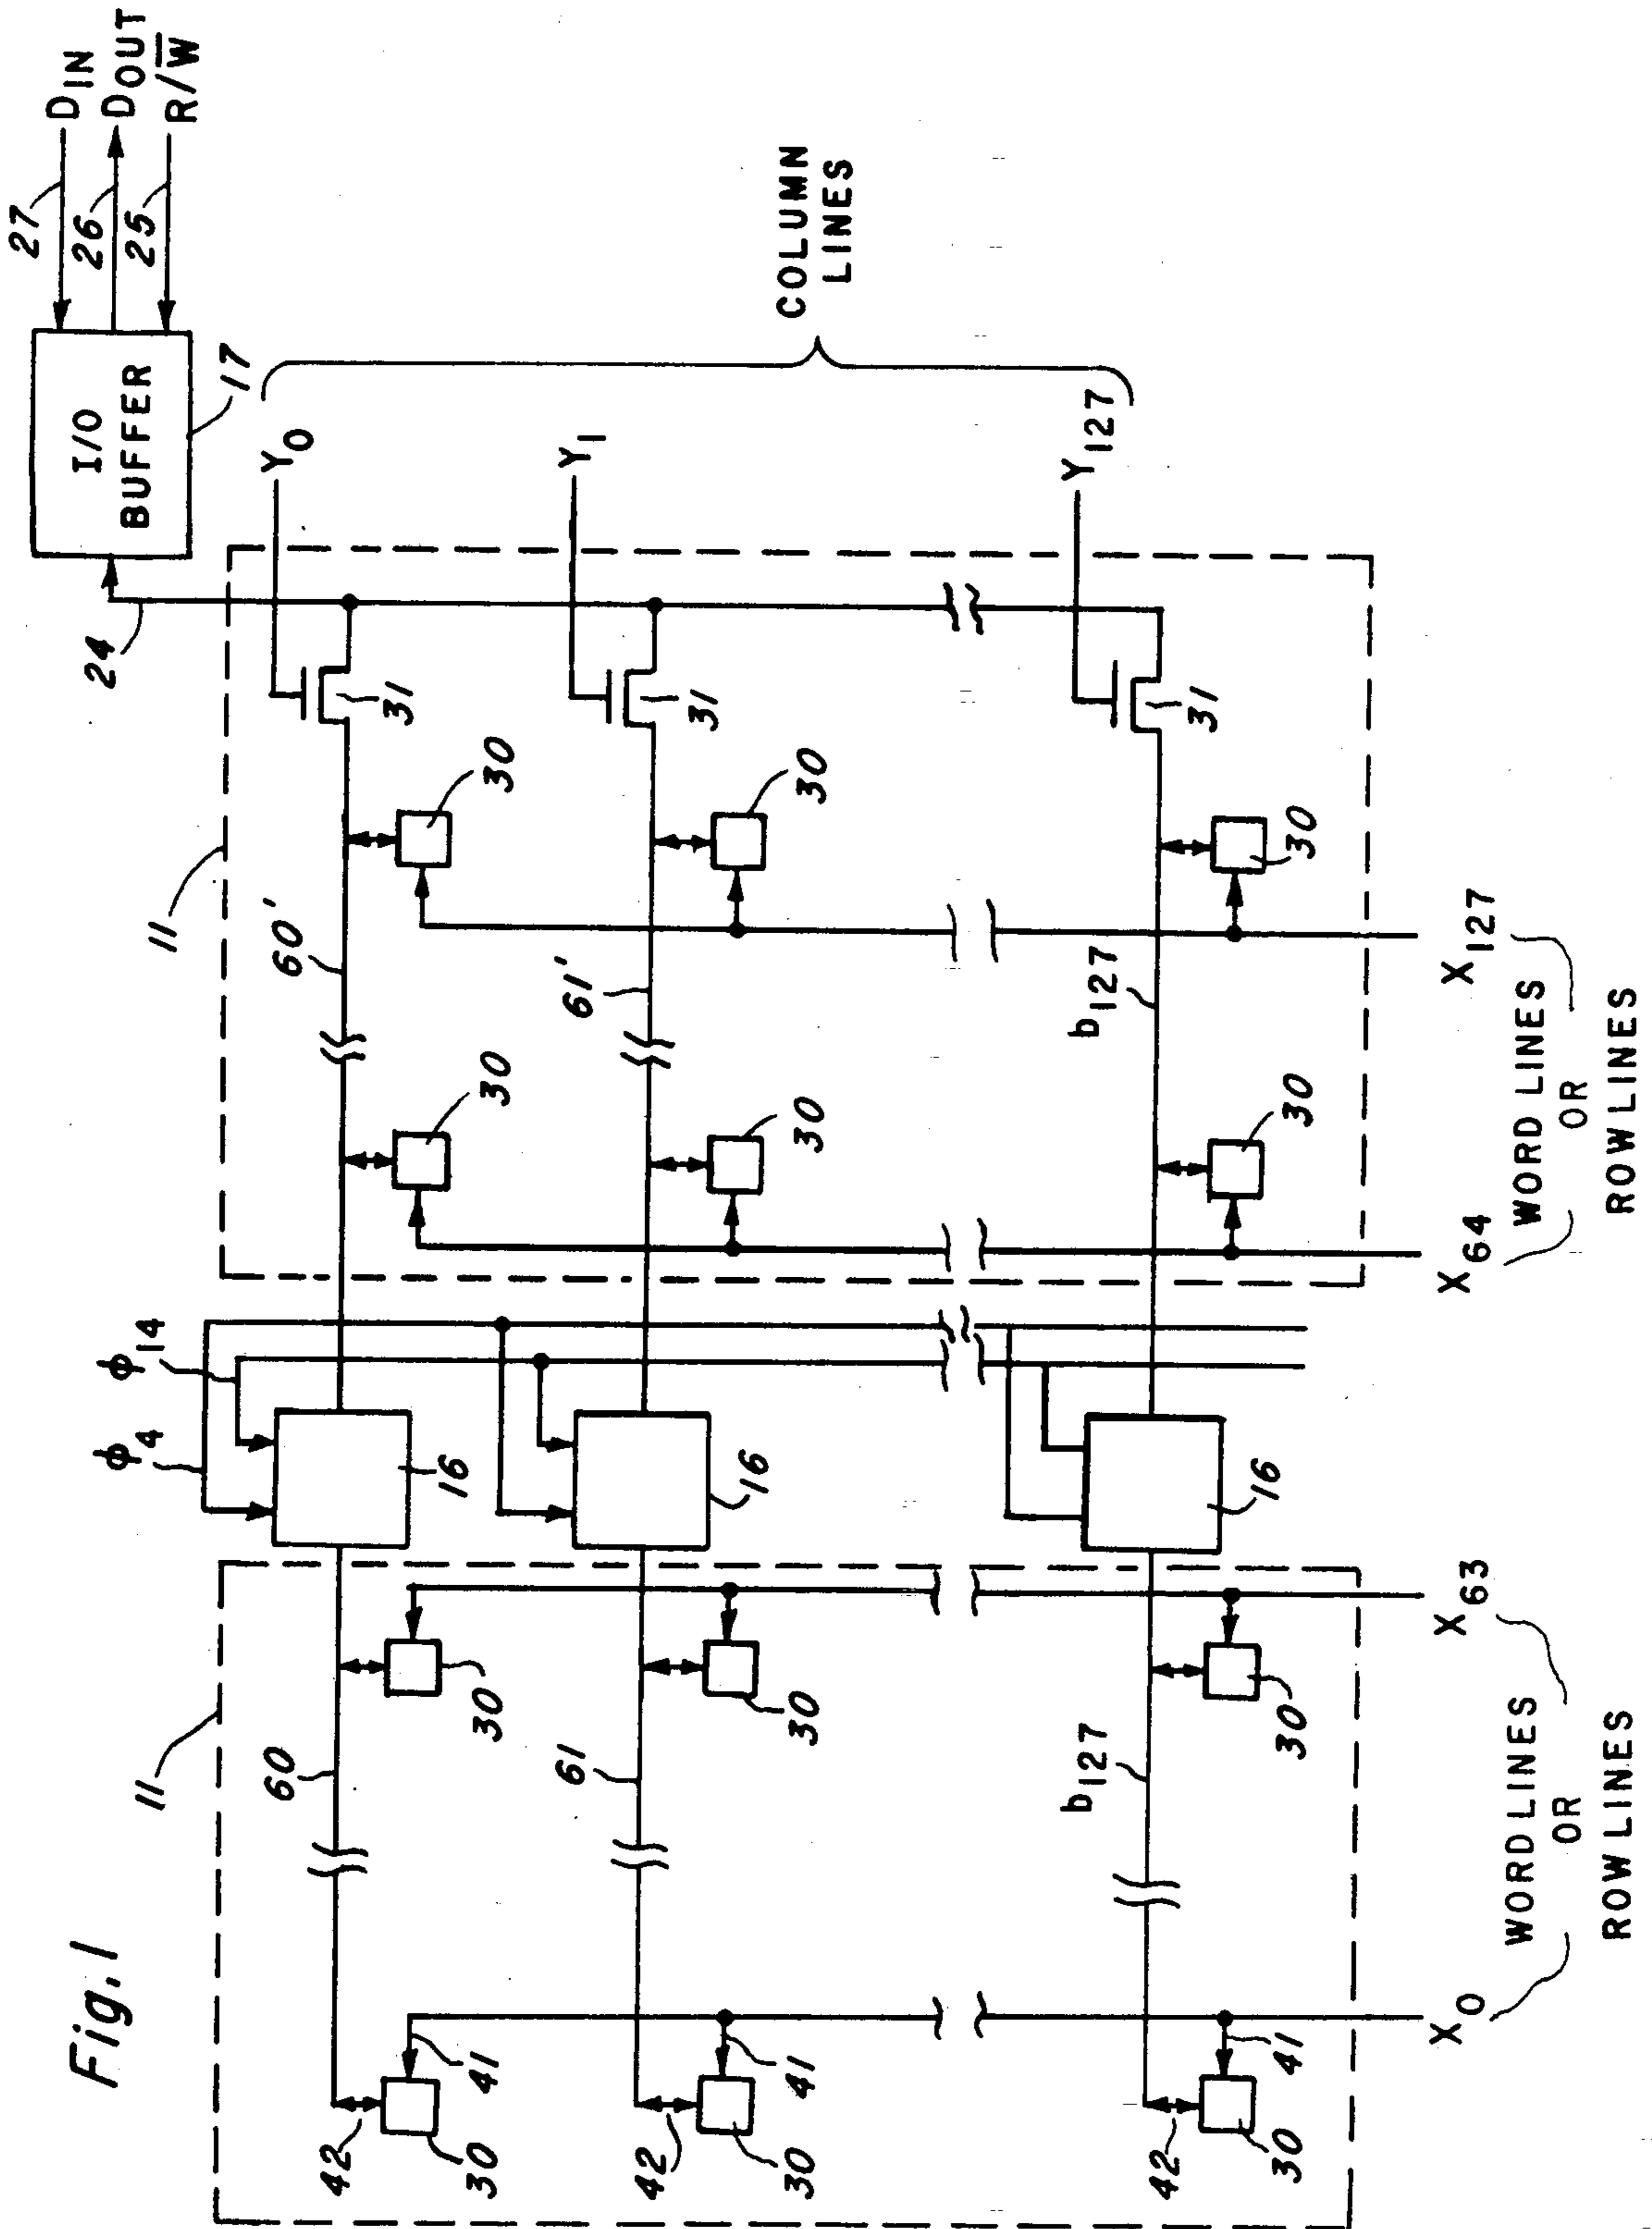 Fig.1
27 D_IN
26 D_OUT
25 R/W̅
I/O
BUFFER
17
24
11
φ4
φ14
11
42
41
30
60
30
16
30
60'
30
31
Y0
42
41
30
61
30
16
30
61'
30
31
Y1
COLUMN
LINES
42
41
30
b127
30
16
30
b127
30
31
Y127
X0
X63
X64
X127
WORD LINES
OR
ROW LINES
WORD LINES
OR
ROW LINES